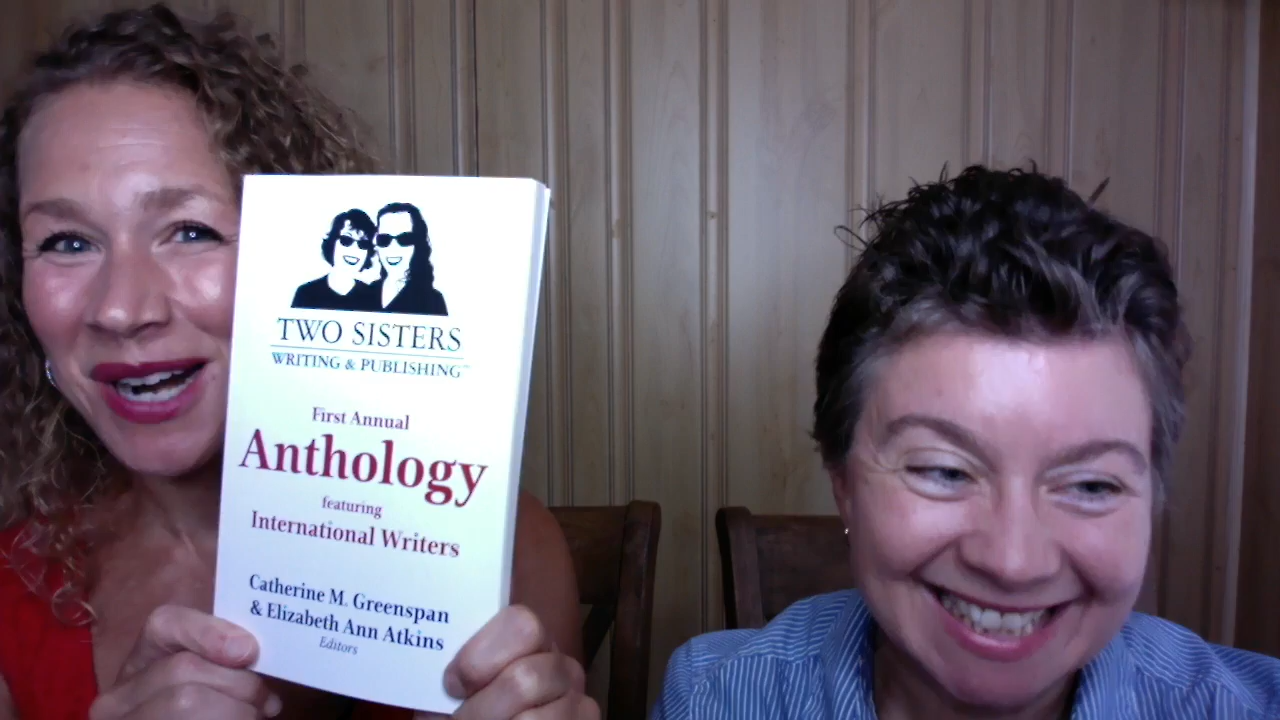 TWO SISTERS
WRITING & PUBLISHING™
First Annual
Anthology
featuring
International Writers
Catherine M. Greenspan
& Elizabeth Ann Atkins
Editors